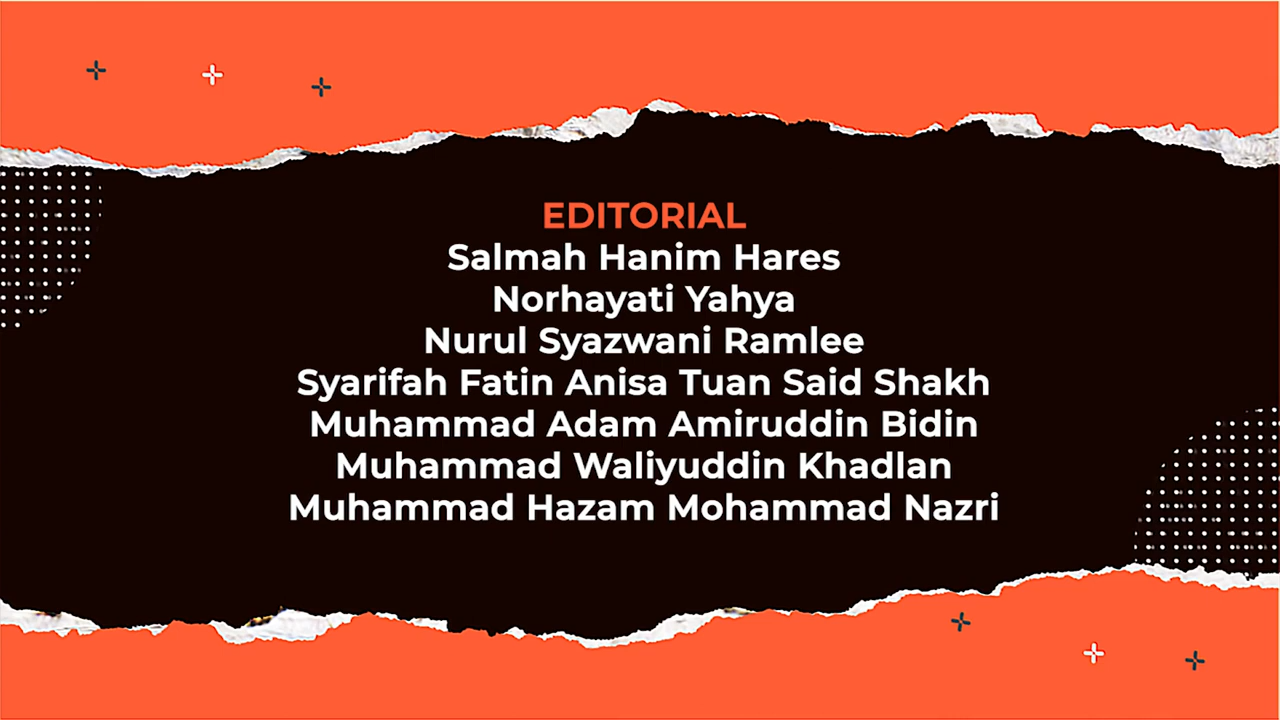 EDITORIAL
Salmah Hanim Hares
Norhayati Yahya
Nurul Syazwani Ramlee
Syarifah Fatin Anisa Tuan Said Shakh
Muhammad Adam Amiruddin Bidin
Muhammad Waliyuddin Khadlan
Muhammad Hazam Mohammad Nazri